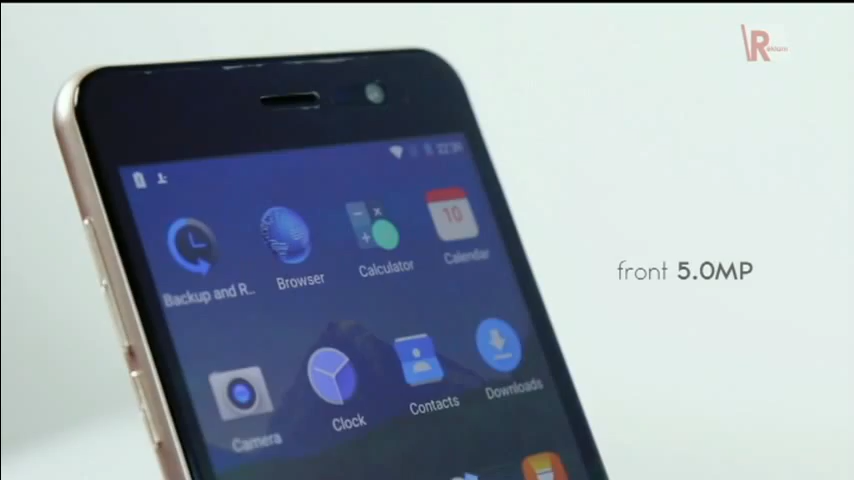 front 5.0MP
10
Backup and R..
Browser
Calculator
Calendar
Camera
Clock
Contacts
Downloads